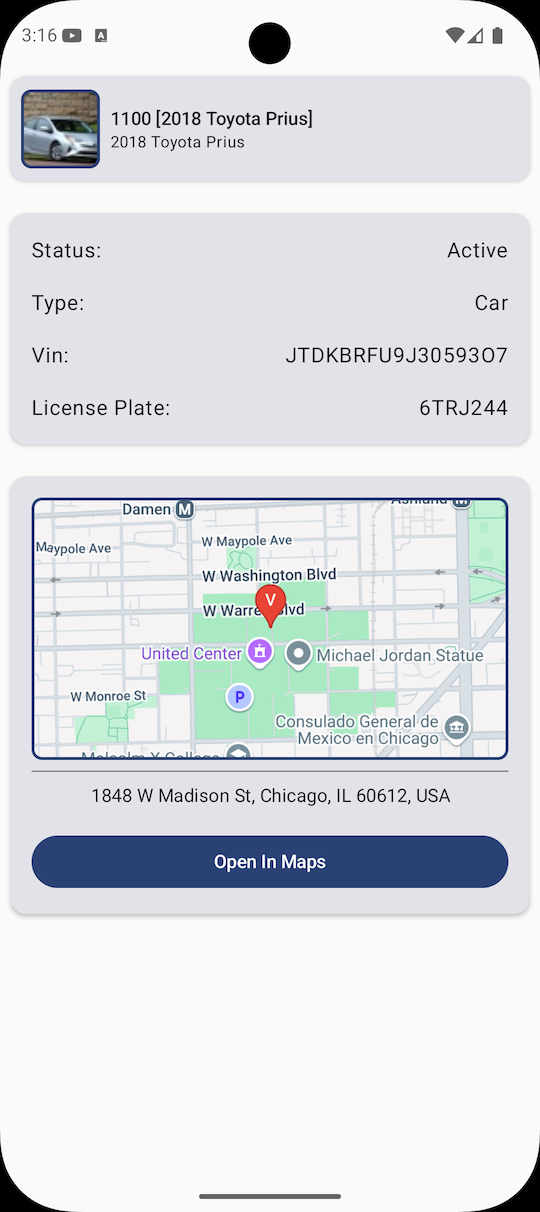 3:16
1100 [2018 Toyota Prius]
2018 Toyota Prius
Status: Active
Type: Car
Vin: JTDKBRFU9J30593O7
License Plate: 6TRJ244
Damen M
Ashland
Maypole Ave
W Maypole Ave
W Washington Blvd
V
W Warren Blvd
United Center
Michael Jordan Statue
W Monroe St
P
Consulado General de
Mexico en Chicago
Malcolm X College
1848 W Madison St, Chicago, IL 60612, USA
Open In Maps